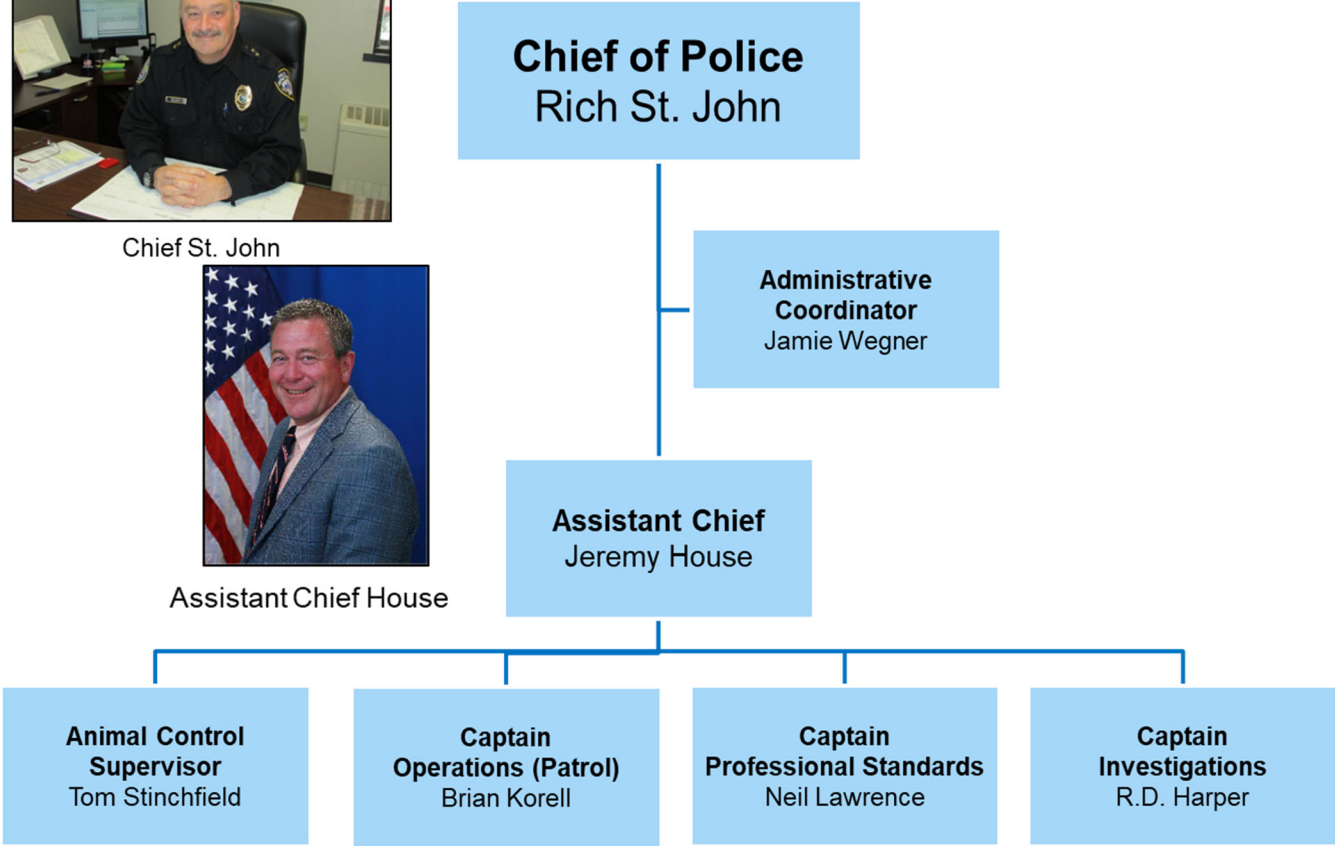 Chief of Police
Rich St. John
Chief St. John
Administrative
Coordinator
Jamie Wegner
Assistant Chief
Jeremy House
Assistant Chief House
Animal Control
Supervisor
Tom Stinchfield
Captain
Operations (Patrol)
Brian Korell
Captain
Professional Standards
Neil Lawrence
Captain
Investigations
R.D. Harper